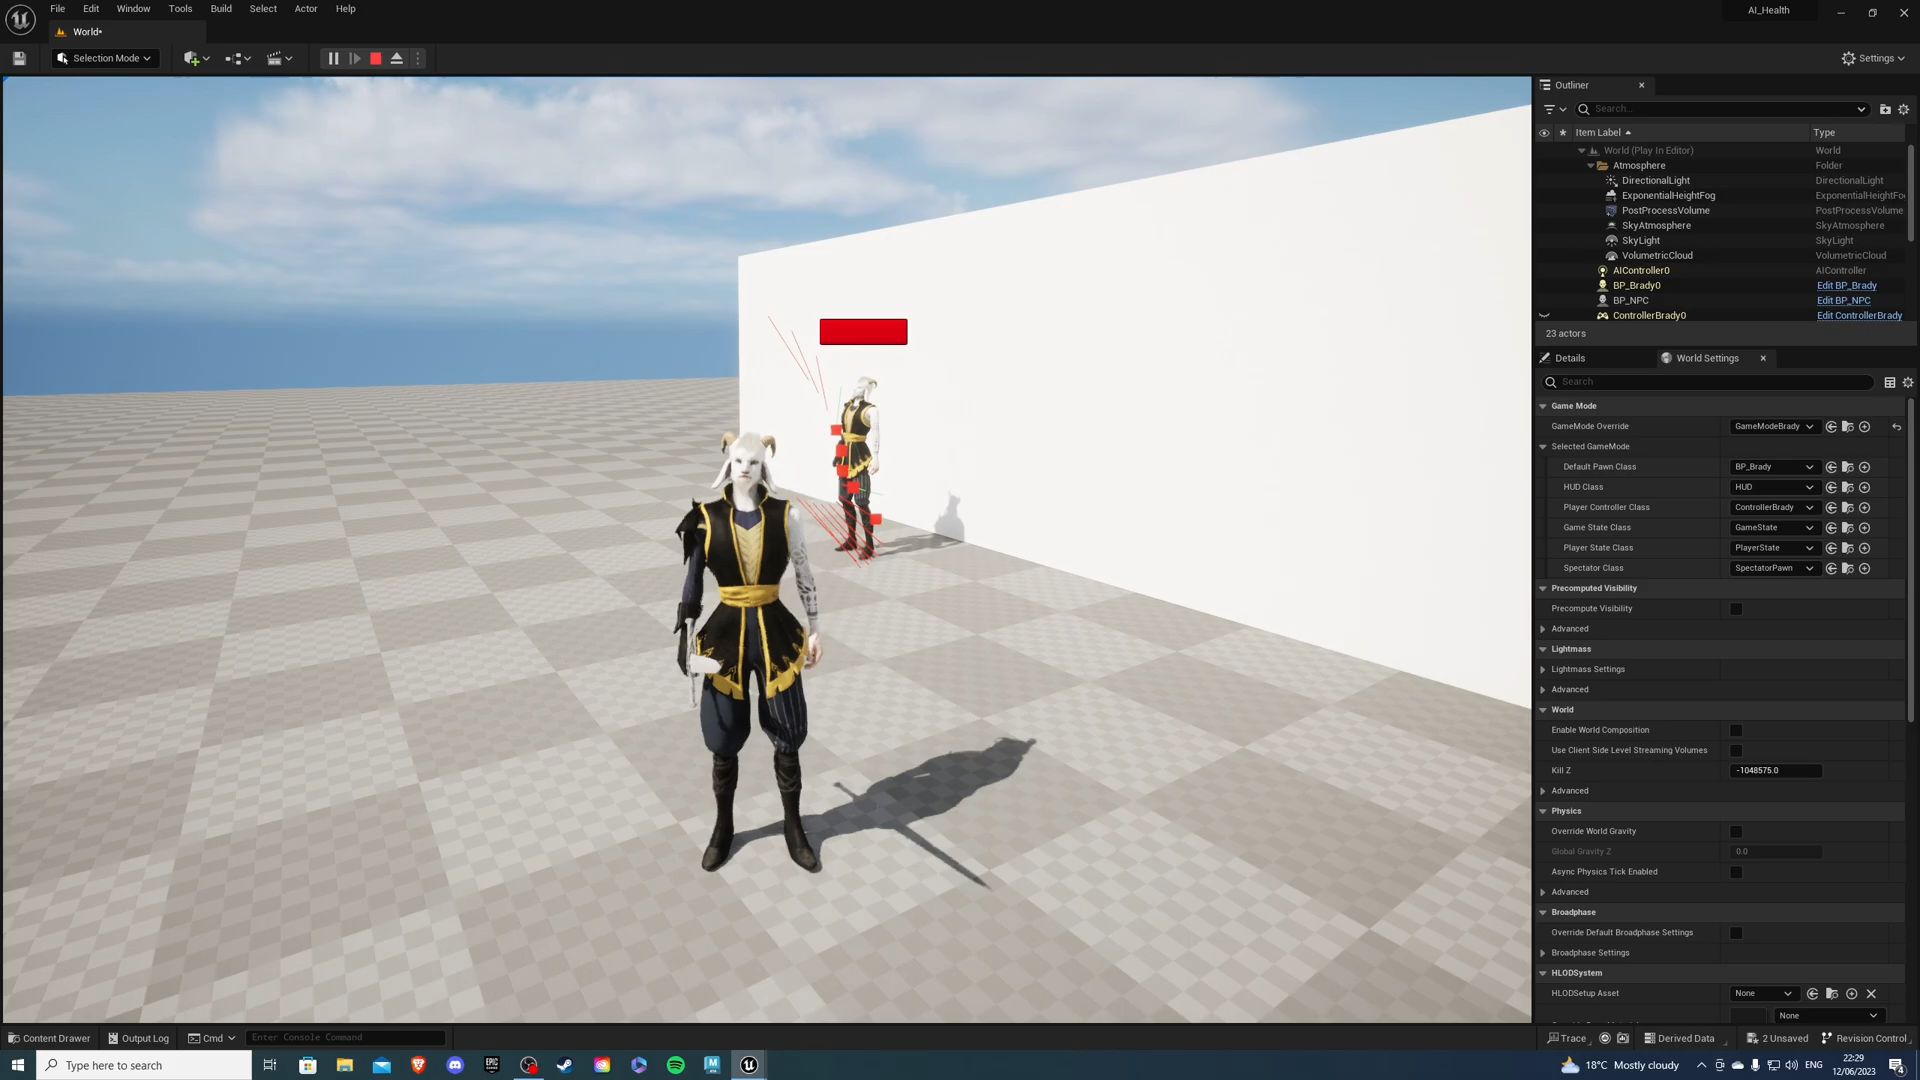 File Edit Window Tools Build Select Actor Help
AI_Health
World•
Selection Mode
Settings
Outliner
Search...
Item Label Type
World (Play In Editor) World
Atmosphere Folder
DirectionalLight DirectionalLight
ExponentialHeightFog ExponentialHeightFo
PostProcessVolume PostProcessVolume
SkyAtmosphere SkyAtmosphere
SkyLight SkyLight
VolumetricCloud VolumetricCloud
AIController0 AIController
BP_Brady0 Edit BP_Brady
BP_NPC Edit BP_NPC
ControllerBrady0 Edit ControllerBrady
23 actors
Details World Settings
Search
Game Mode
GameMode Override GameModeBrady
Selected GameMode
Default Pawn Class BP_Brady
HUD Class HUD
Player Controller Class ControllerBrady
Game State Class GameState
Player State Class PlayerState
Spectator Class SpectatorPawn
Precomputed Visibility
Precompute Visibility
Advanced
Lightmass
Lightmass Settings
Advanced
World
Enable World Composition
Use Client Side Level Streaming Volumes
Kill Z -1048575.0
Advanced
Physics
Override World Gravity
Global Gravity Z 0.0
Async Physics Tick Enabled
Advanced
Broadphase
Override Default Broadphase Settings
Broadphase Settings
HLODSystem
HLODSetup Asset None
None
Content Drawer Output Log Cmd Enter Console Command
Trace Derived Data 2 Unsaved Revision Control
Type here to search
EPIC
18°C Mostly cloudy
ENG
22:29
12/06/2023
4